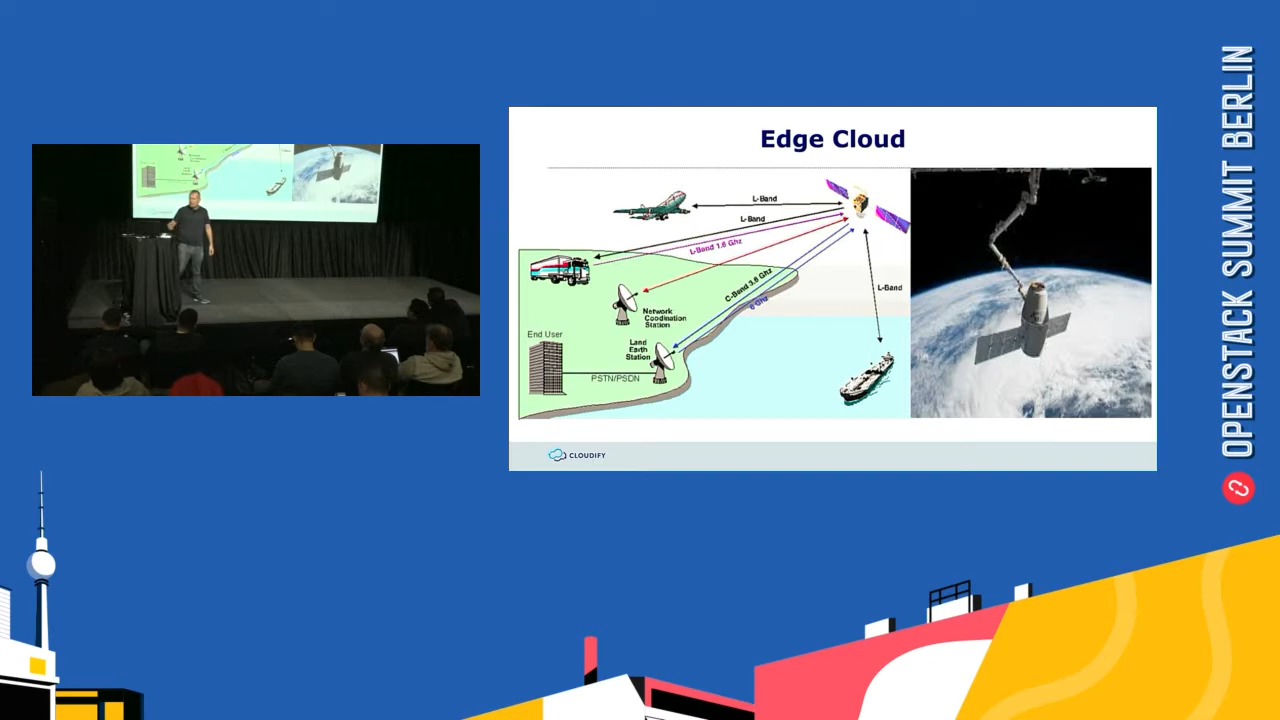 Edge Cloud
L-Band
L-Band
L-Band 1.6 Ghz
C-Band 3.6 Ghz
6 Ghz
L-Band
Network
Coordination
Station
End User
Land
Earth
Station
PSTN/PSDN
CLOUDIFY
OPENSTACK SUMMIT BERLIN